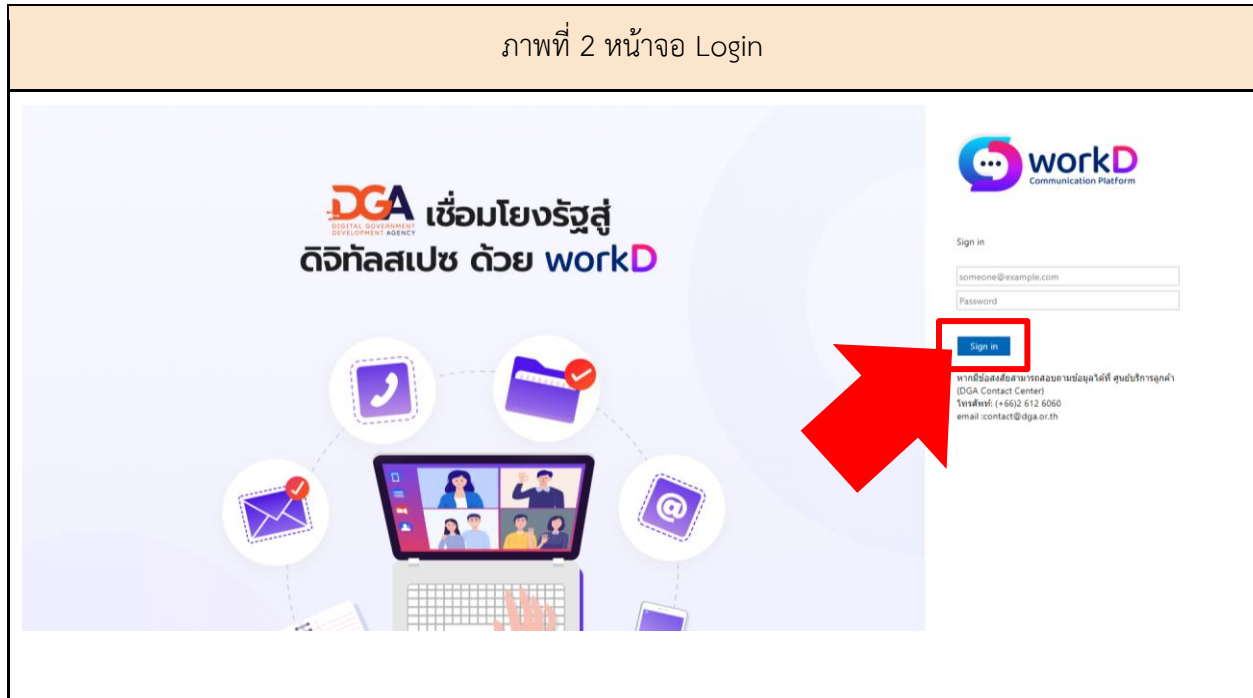 ภาพที่ 2 หน้าจอ Login
DGA เชื่อมโยงรัฐสู่
DIGITAL GOVERNMENT
DEVELOPMENT AGENCY
ดิจิทัลสเปซ ด้วย workD
workD
Communication Platform
Sign in
someone@example.com
Password
Sign in
หากมีข้อสงสัยสามารถสอบถามข้อมูลได้ที่ ศูนย์บริการลูกค้า
(DGA Contact Center)
โทรศัพท์: (+66)2 612 6060
email :contact@dga.or.th
@